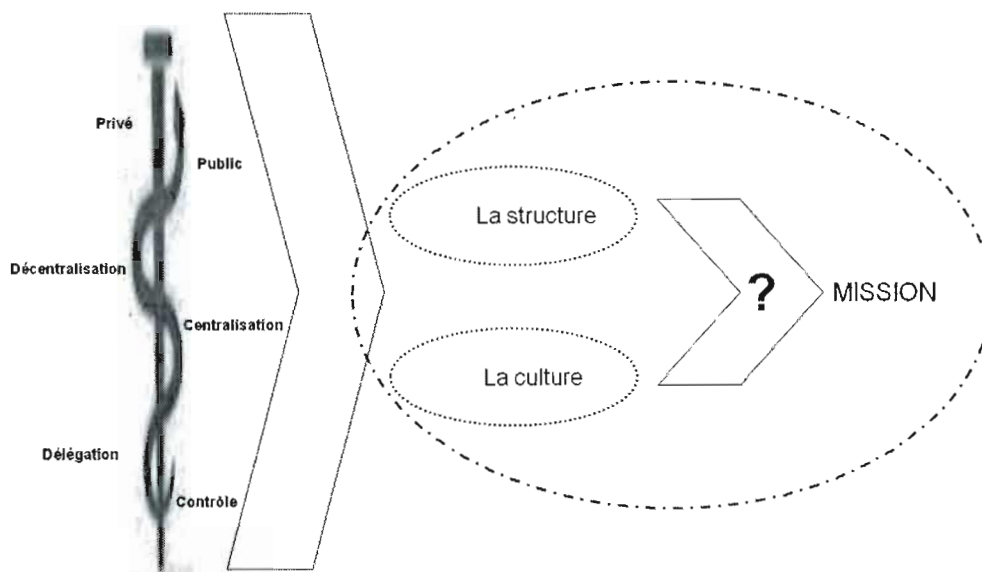 Privé
Public
Décentralisation
Centralisation
Délégation
Contrôle
La structure
La culture
?
MISSION